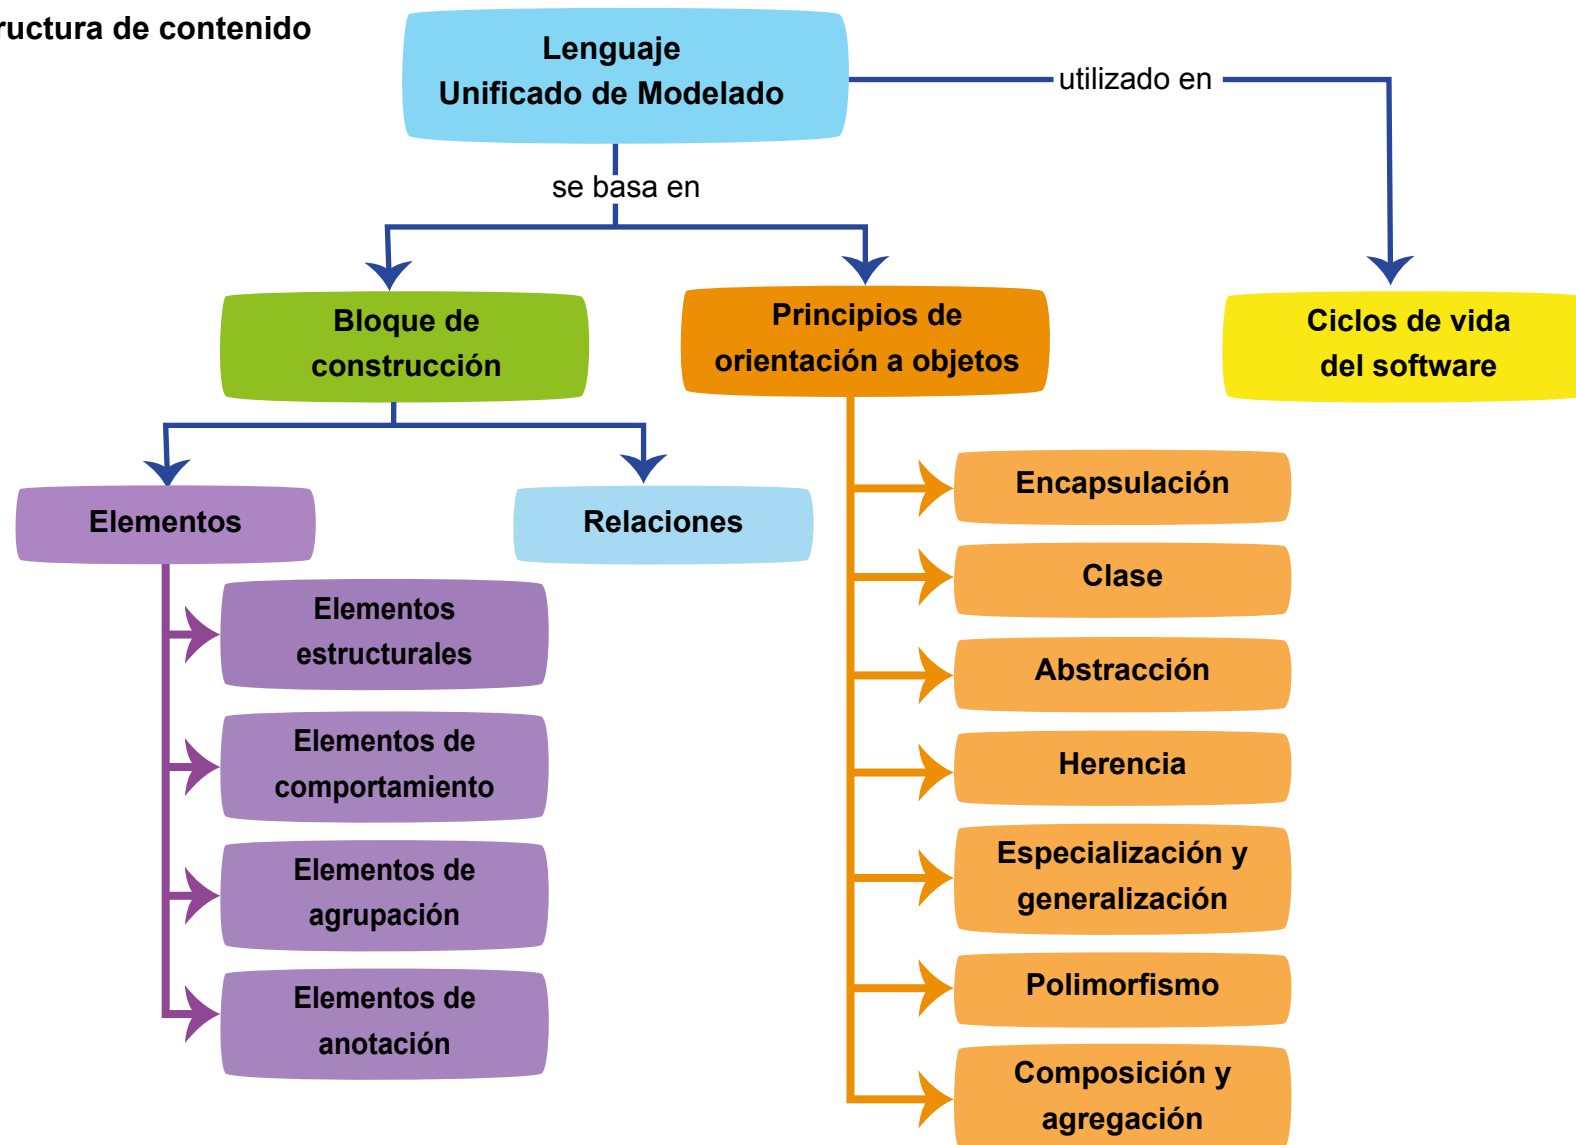 ructura de contenido
Lenguaje
Unificado de Modelado
utilizado en
se basa en
Bloque de
construcción
Principios de
orientación a objetos
Ciclos de vida
del software
Elementos
Relaciones
Elementos
estructurales
Elementos de
comportamiento
Elementos de
agrupación
Elementos de
anotación
Encapsulación
Clase
Abstracción
Herencia
Especialización y
generalización
Polimorfismo
Composición y
agregación